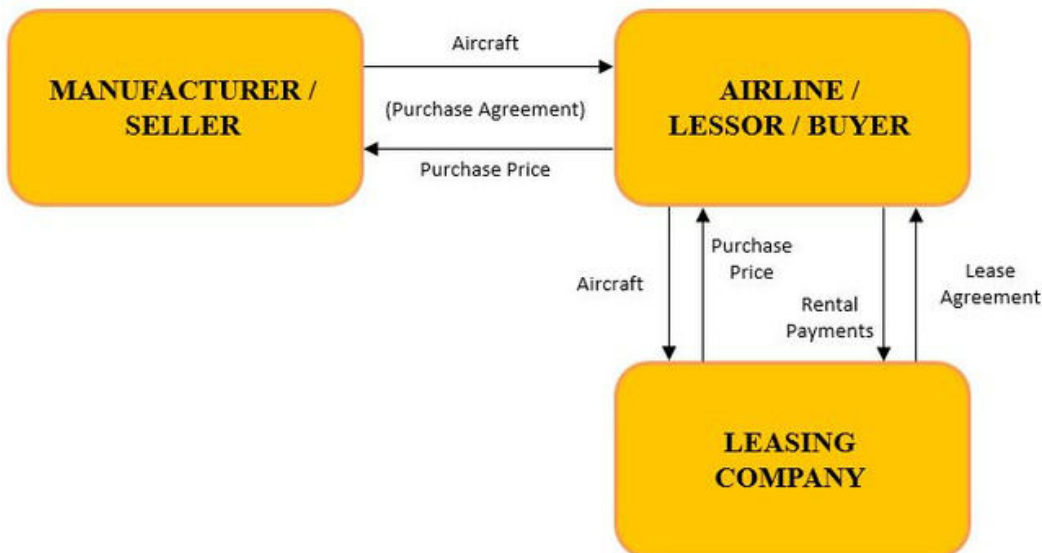 MANUFACTURER /
SELLER
Aircraft
(Purchase Agreement)
Purchase Price
AIRLINE /
LESSOR / BUYER
Aircraft
Purchase
Price
Rental
Payments
Lease
Agreement
LEASING
COMPANY